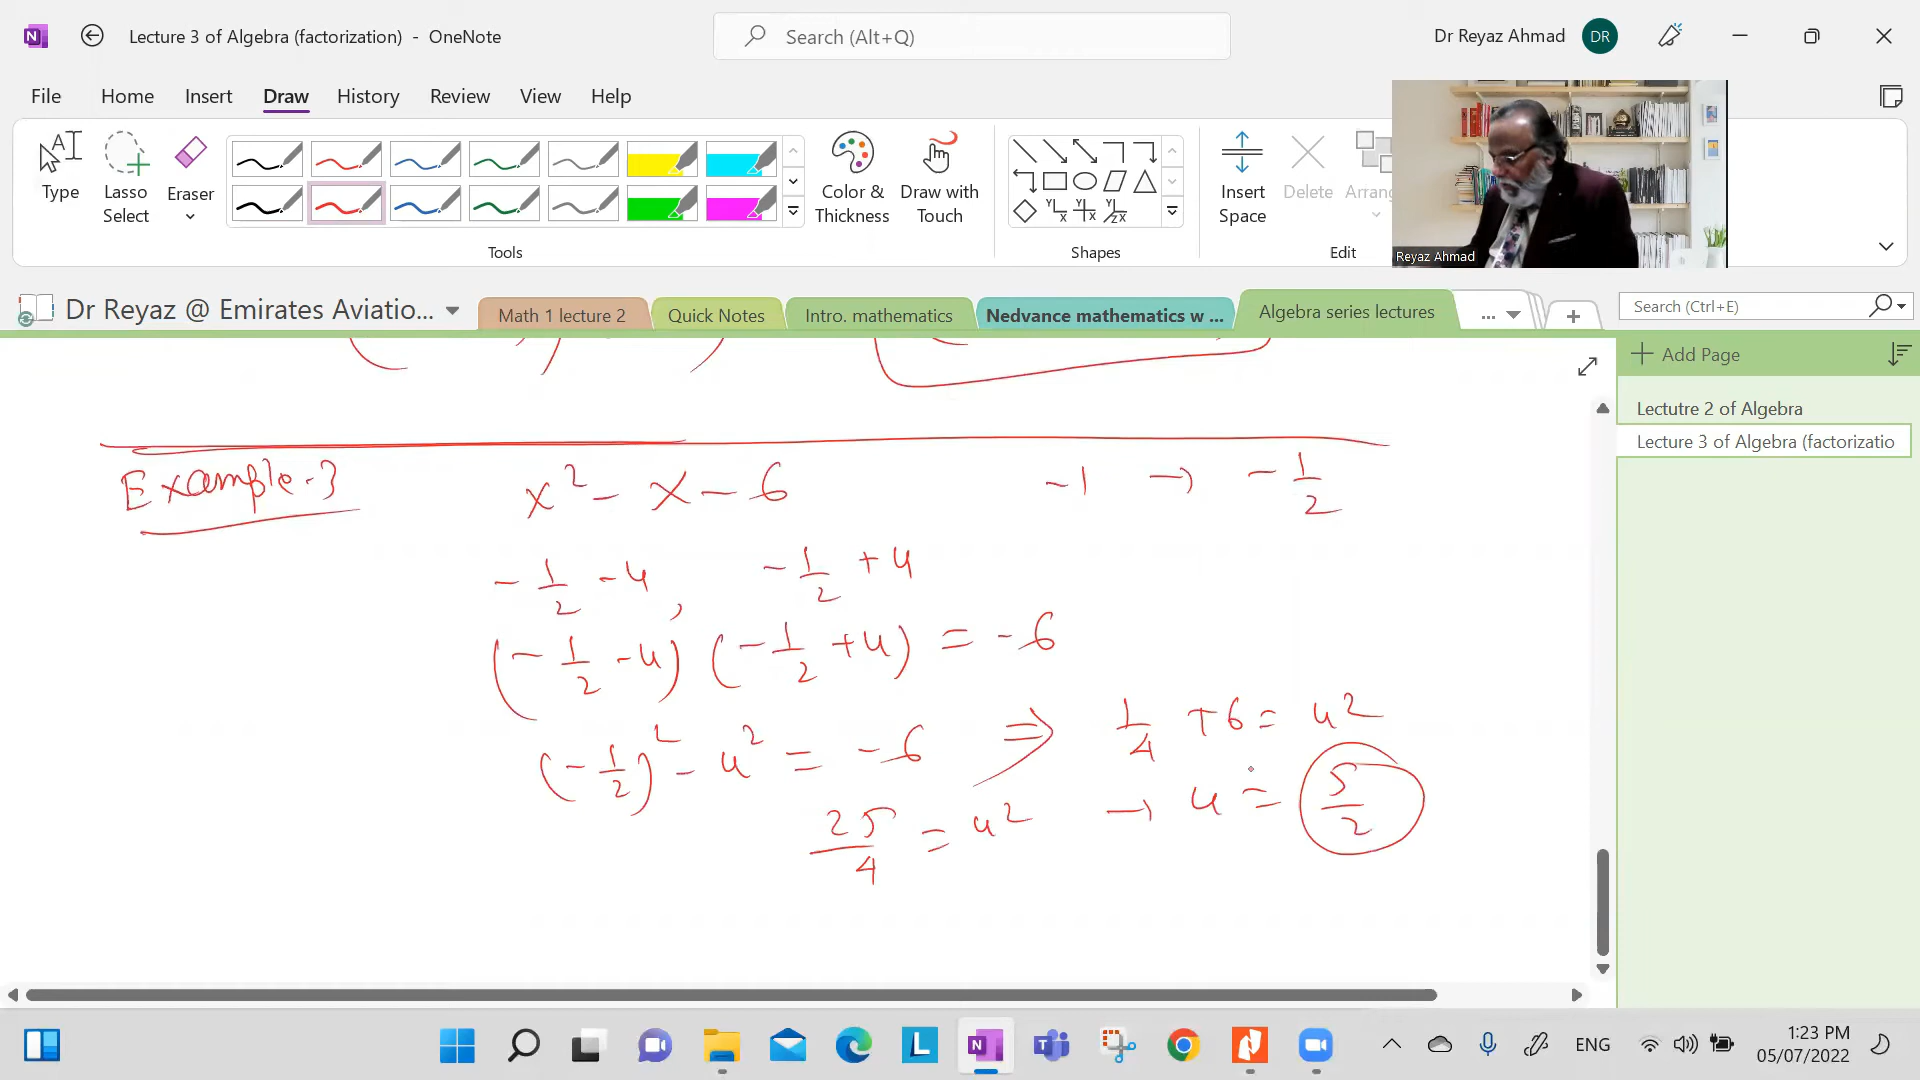 Lecture 3 of Algebra (factorization) - OneNote
Search (Alt+Q)
Dr Reyaz Ahmad
DR
File Home Insert Draw History Review View Help
Type
Lasso Select
Eraser
Tools
Color & Thickness
Draw with Touch
Shapes
Insert Space
Delete
Arrang
Edit
Reyaz Ahmad
Dr Reyaz @ Emirates Aviatio...
Math 1 lecture 2
Quick Notes
Intro. mathematics
Nedvance mathematics w ...
Algebra series lectures
...
Search (Ctrl+E)
Add Page
Lectutre 2 of Algebra
Lecture 3 of Algebra (factorizatio
Example-3 x² - x - 6 -1 → -1/2
-1/2 - u , -1/2 + u
(-1/2 - u) (-1/2 + u) = -6
(-1/2)² - u² = -6 ⇒ 1/4 + 6 = u²
25/4 = u² → u = 5/2
ENG
1:23 PM
05/07/2022